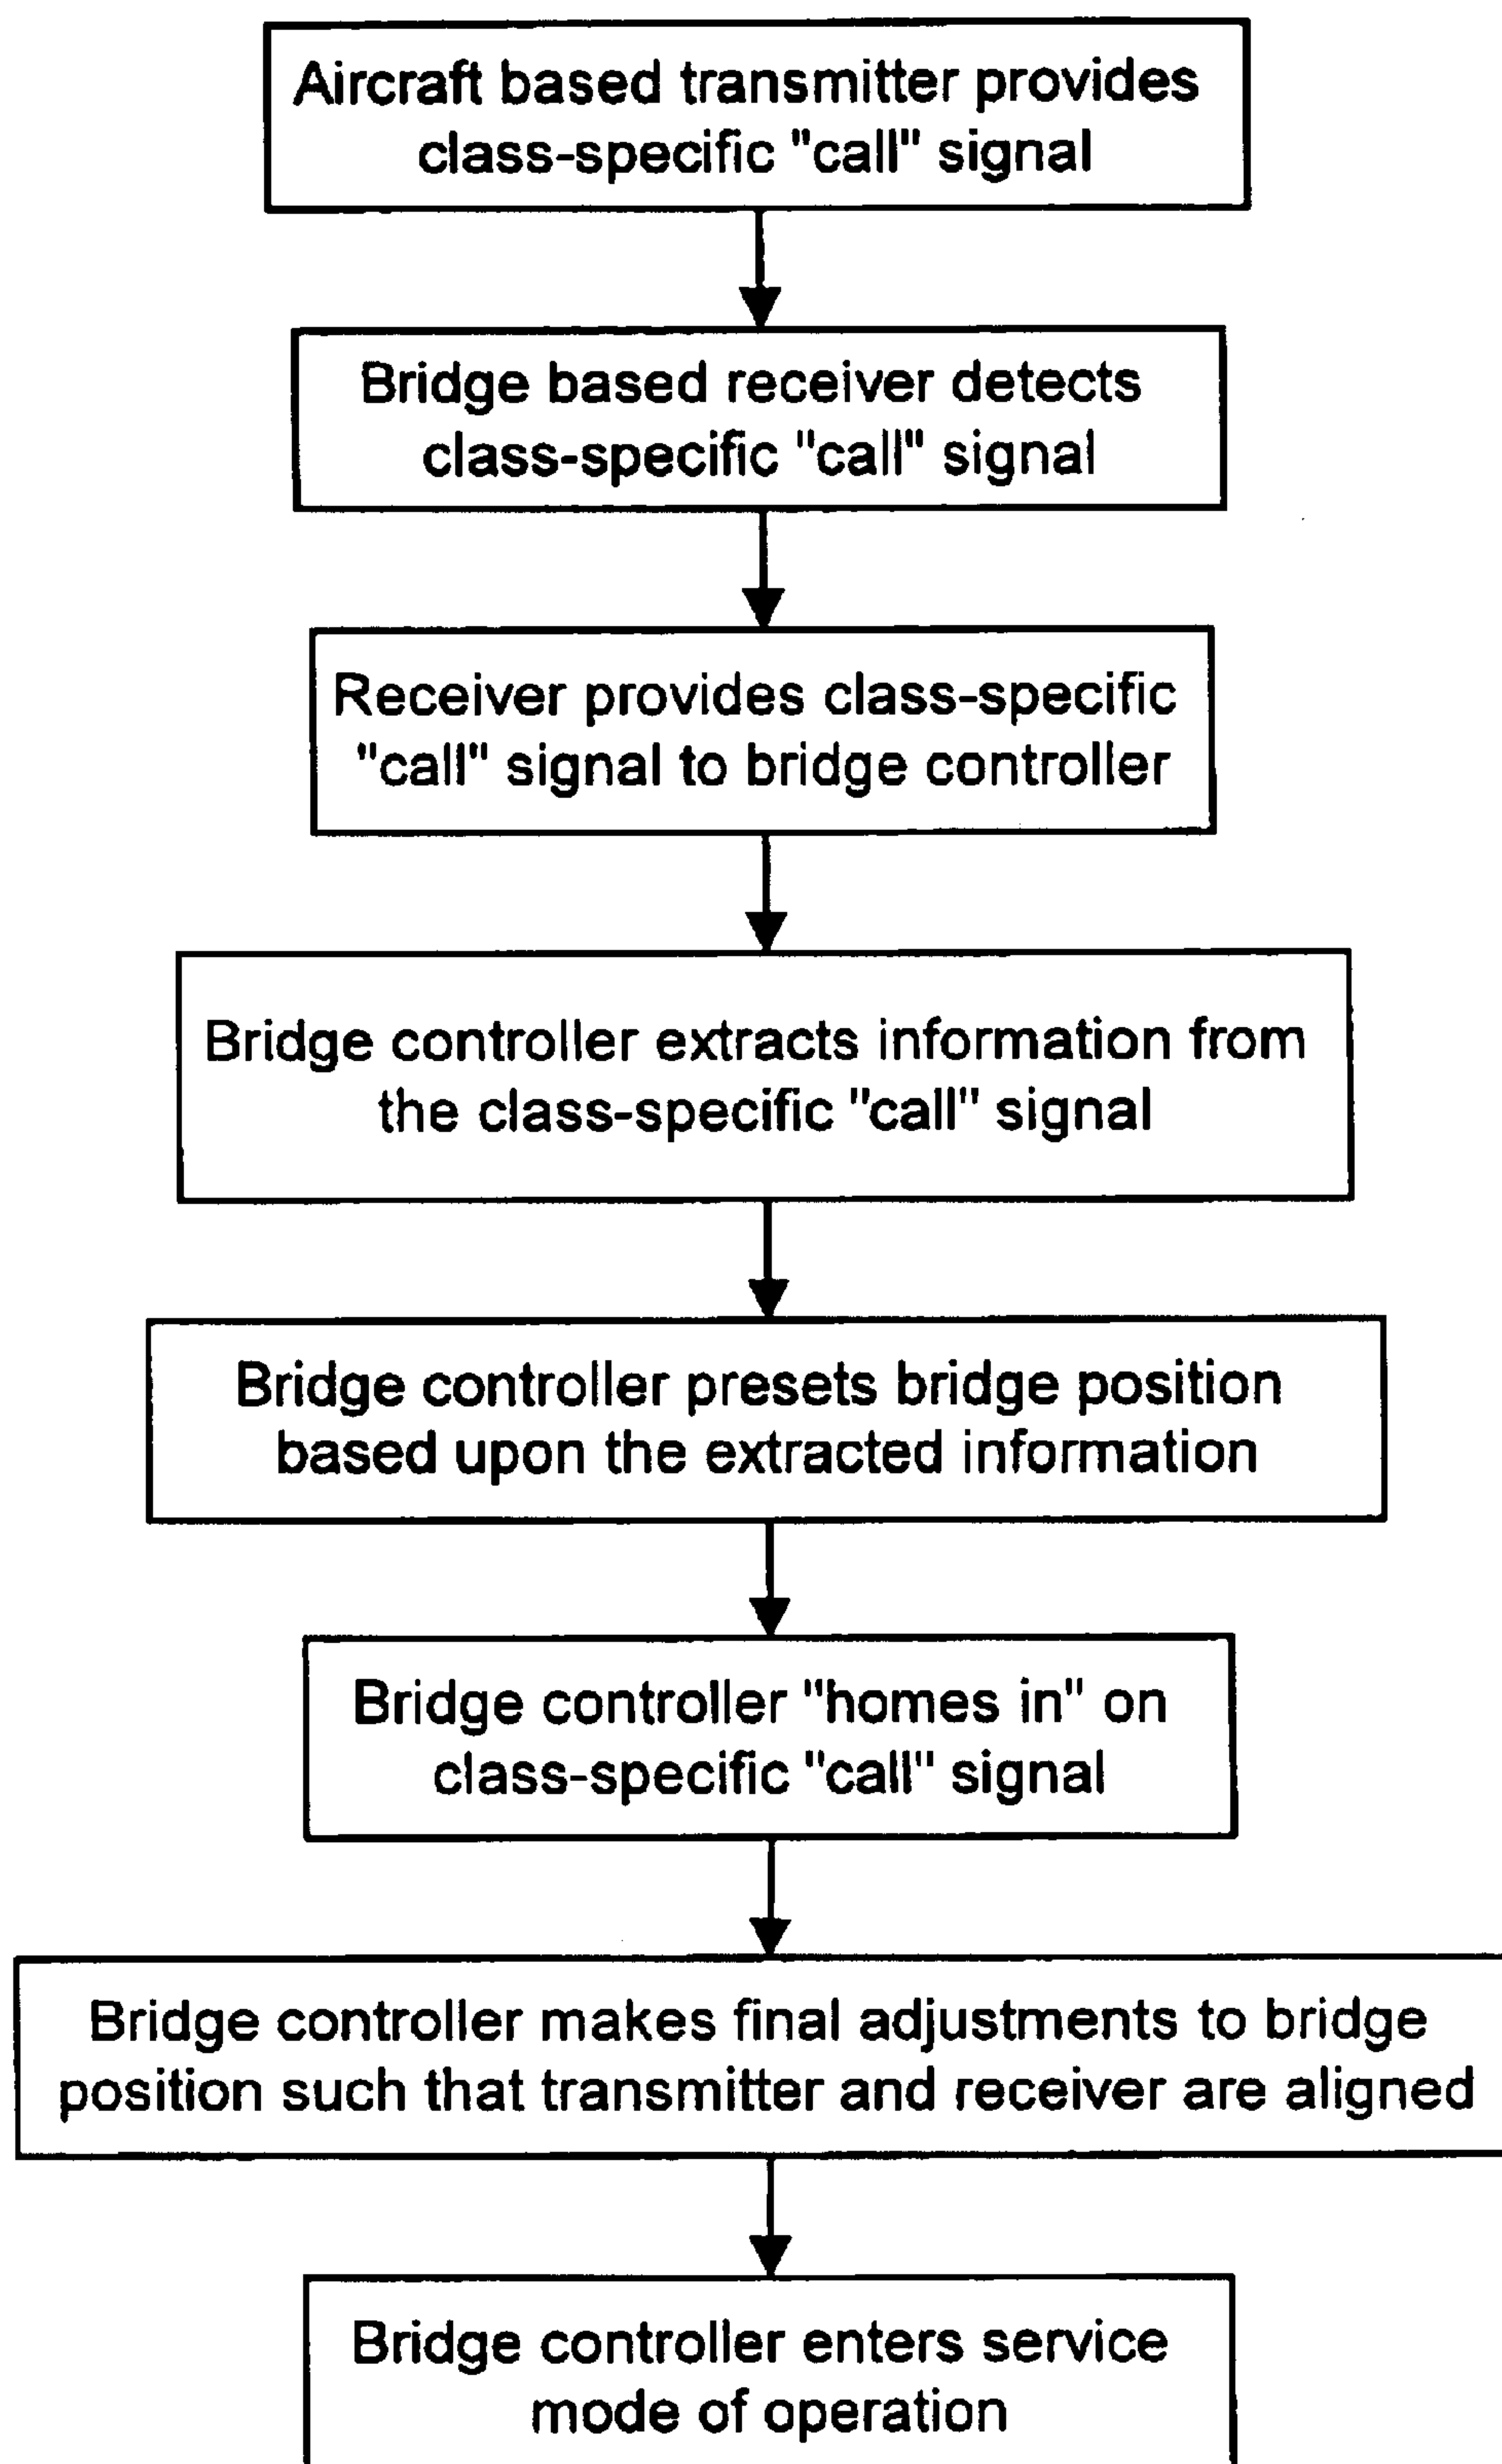 Aircraft based transmitter provides
class-specific "call" signal
Bridge based receiver detects
class-specific "call" signal
Receiver provides class-specific
"call" signal to bridge controller
Bridge controller extracts information from
the class-specific "call" signal
Bridge controller presets bridge position
based upon the extracted information
Bridge controller "homes in" on
class-specific "call" signal
Bridge controller makes final adjustments to bridge
position such that transmitter and receiver are aligned
Bridge controller enters service
mode of operation